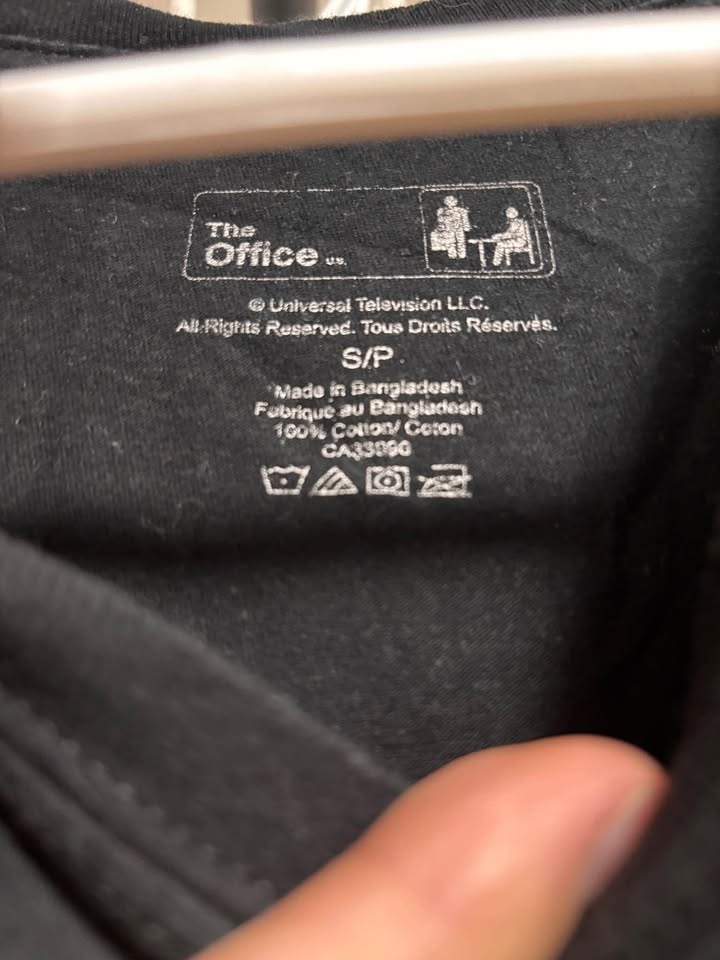 The
Office U.S.
© Universal Television LLC.
All Rights Reserved. Tous Droits Réservés.
S/P
Made in Bangladesh
Fabriqué au Bangladesh
100% Cotton/ Coton